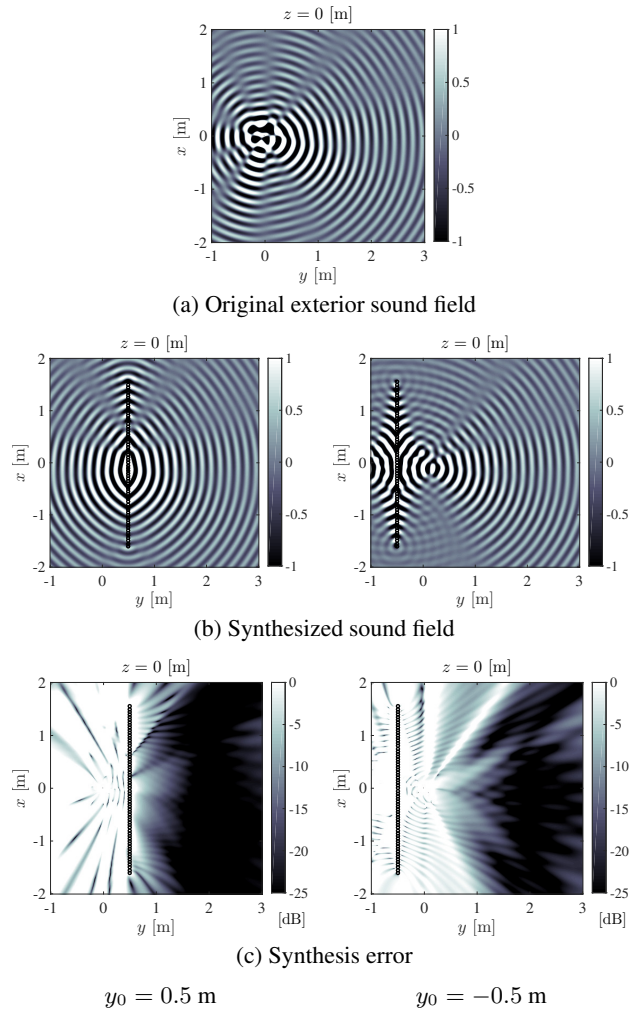 z = 0 [m]
2
1
0
-1
-2
x [m]
-1 0 1 2 3
y [m]
1
0.5
0
-0.5
-1
(a) Original exterior sound field
z = 0 [m]
2
1
0
-1
-2
x [m]
-1 0 1 2 3
y [m]
1
0.5
0
-0.5
-1
z = 0 [m]
2
1
0
-1
-2
x [m]
-1 0 1 2 3
y [m]
1
0.5
0
-0.5
-1
(b) Synthesized sound field
z = 0 [m]
2
1
0
-1
-2
x [m]
-1 0 1 2 3
y [m]
0
-5
-10
-15
-20
-25
[dB]
z = 0 [m]
2
1
0
-1
-2
x [m]
-1 0 1 2 3
y [m]
0
-5
-10
-15
-20
-25
[dB]
(c) Synthesis error
y₀ = 0.5 m
y₀ = −0.5 m